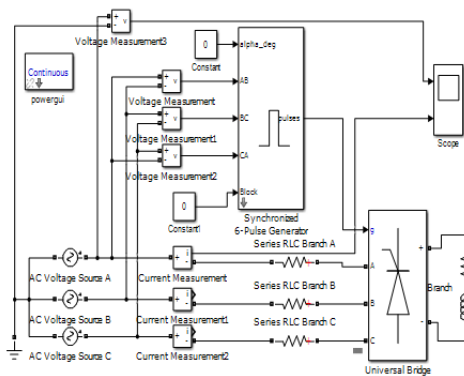 +
-
v
Voltage Measurement3
Continuous
powergui
0
Constant
alpha_deg
+
-
v
AB
Voltage Measurement
+
-
v
BC
pulses
Voltage Measurement1
+
-
v
CA
Voltage Measurement2
Scope
0
Block
Constant1
Synchronized
6-Pulse Generator
Series RLC Branch A
g
+
i
-
A
+
AC Voltage Source A
Current Measurement
Series RLC Branch B
Branch
+
i
-
B
AC Voltage Source B
Current Measurement1
Series RLC Branch C
+
i
-
C
-
AC Voltage Source C
Current Measurement2
Universal Bridge